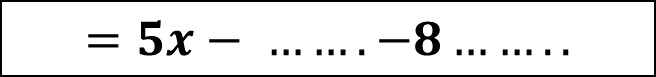 = 5x − … … . −8 … … . .